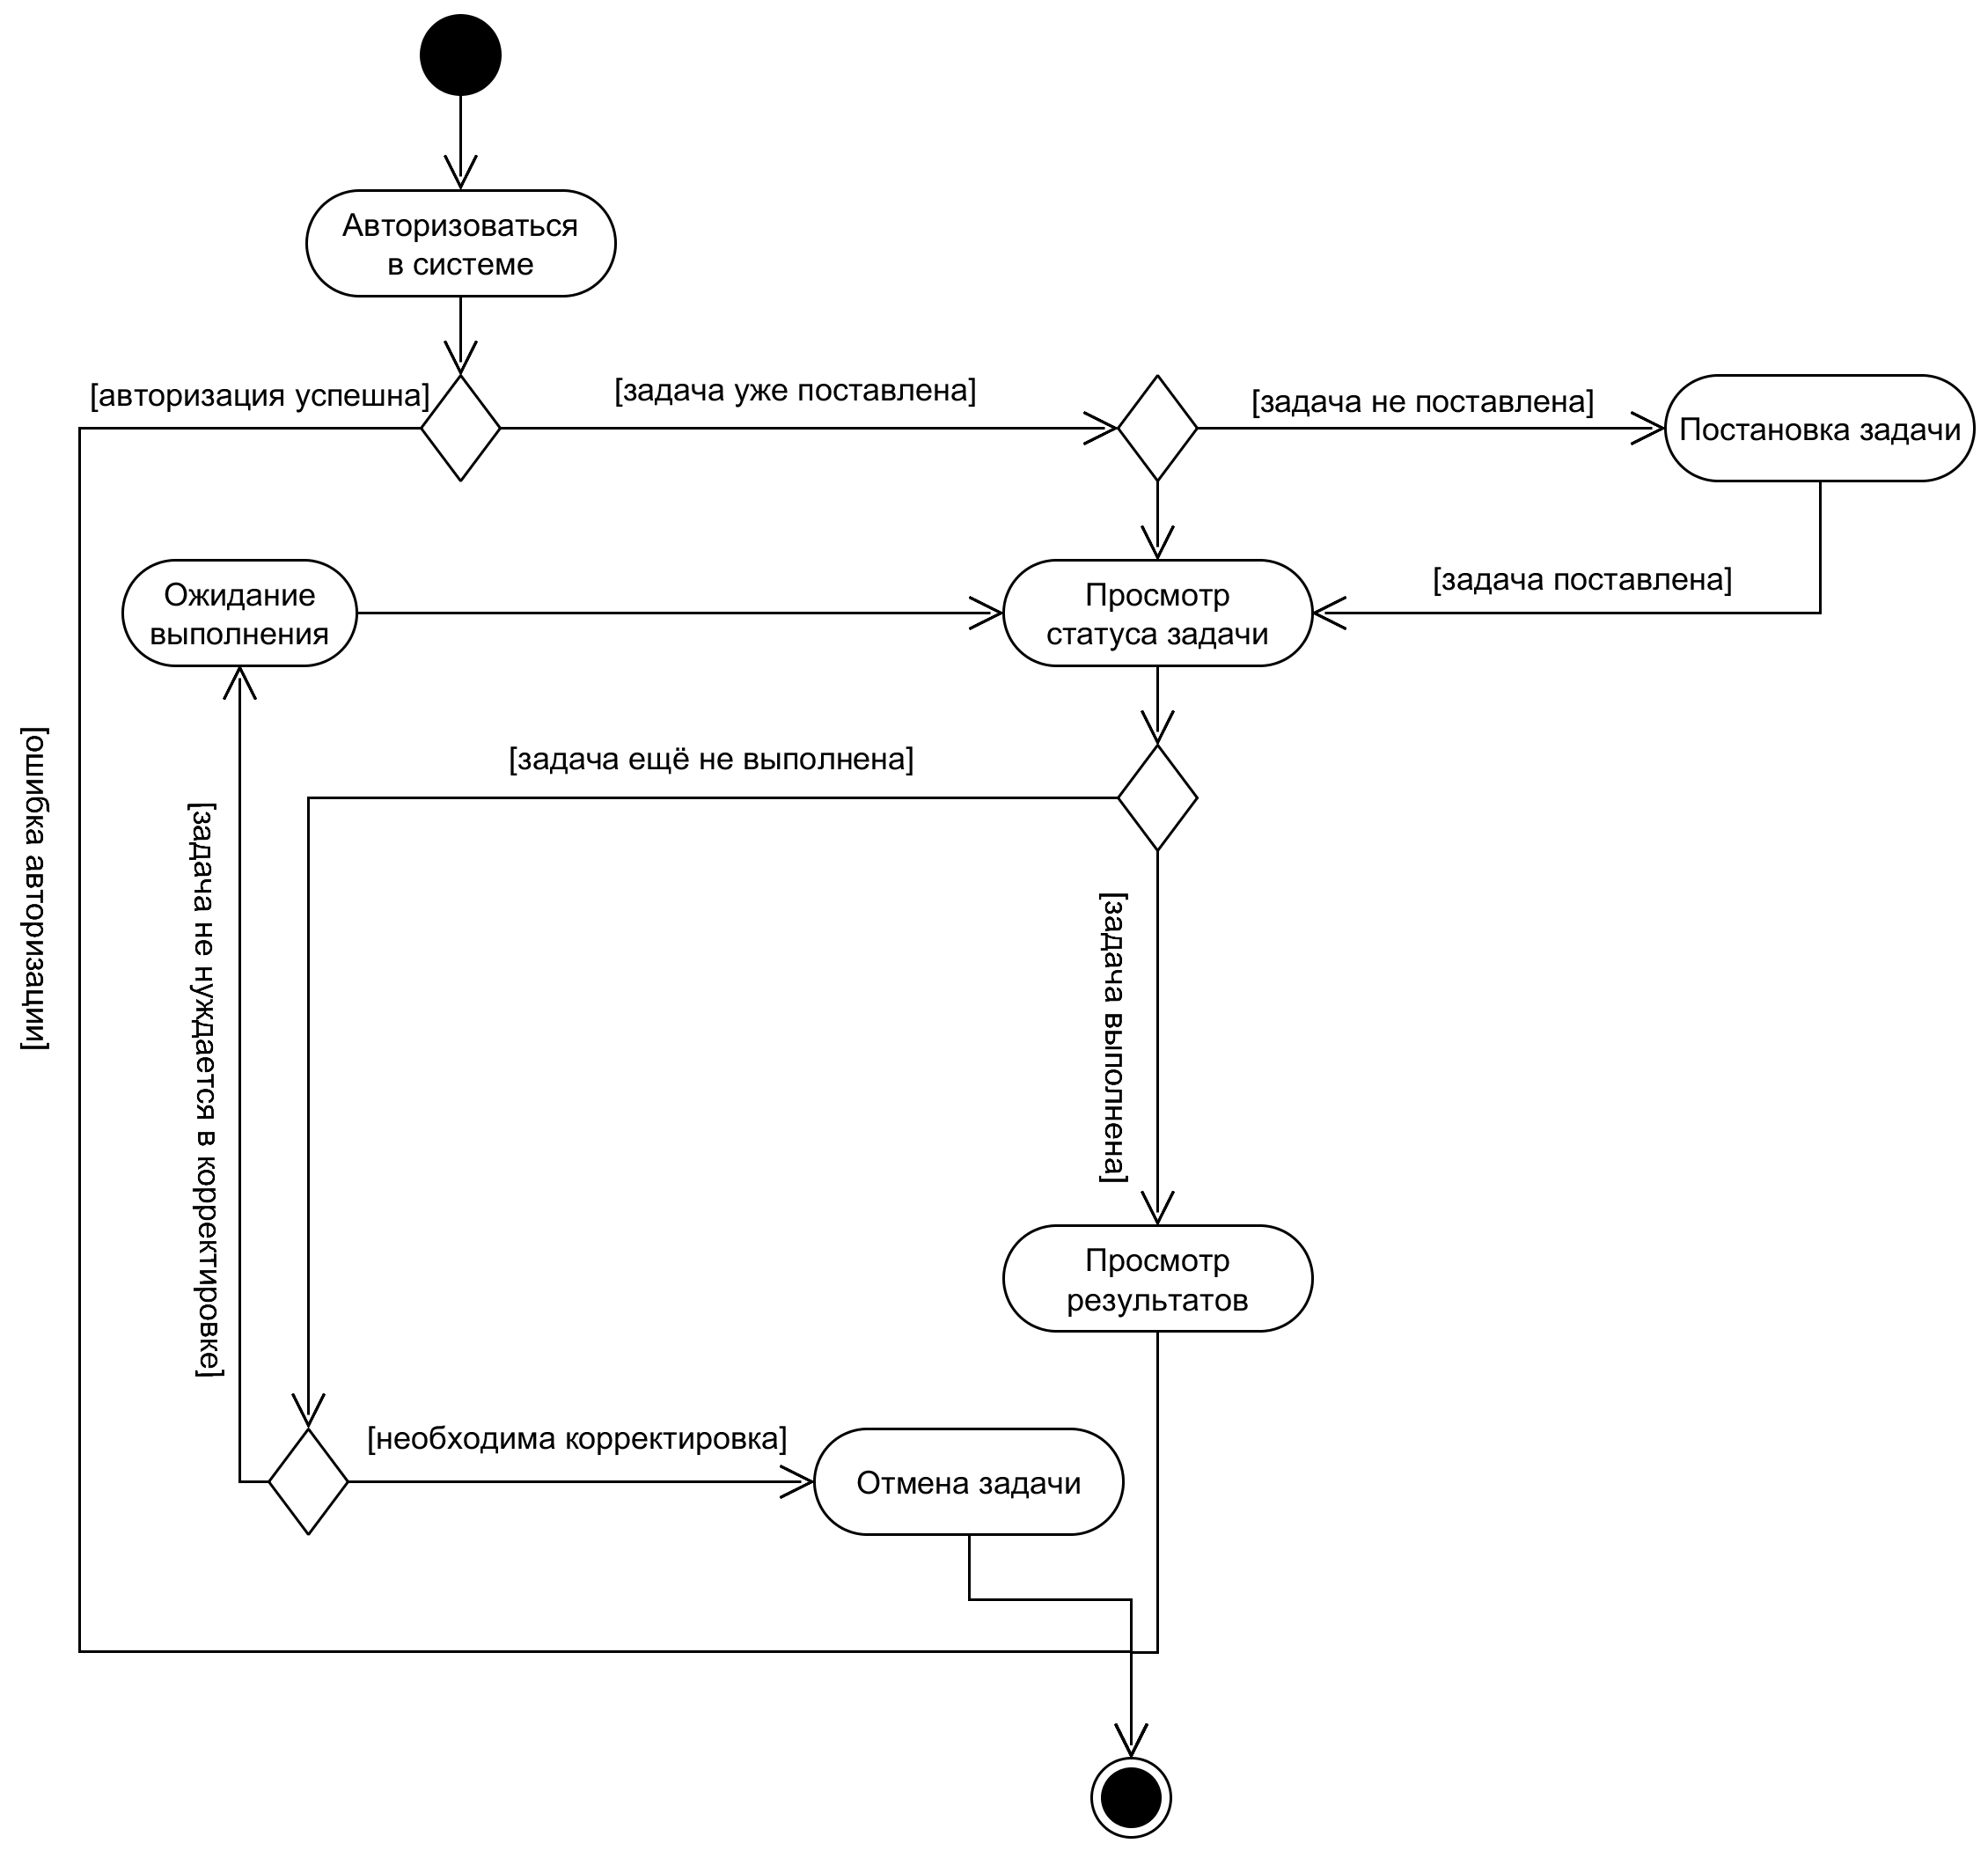 Авторизоваться
в системе
[авторизация успешна]
[задача уже поставлена]
[задача не поставлена]
Постановка задачи
Ожидание
выполнения
Просмотр
статуса задачи
[задача поставлена]
[ошибка авторизации]
[задача ещё не выполнена]
[задача не нуждается в корректировке]
[задача выполнена]
Просмотр
результатов
[необходима корректировка]
Отмена задачи